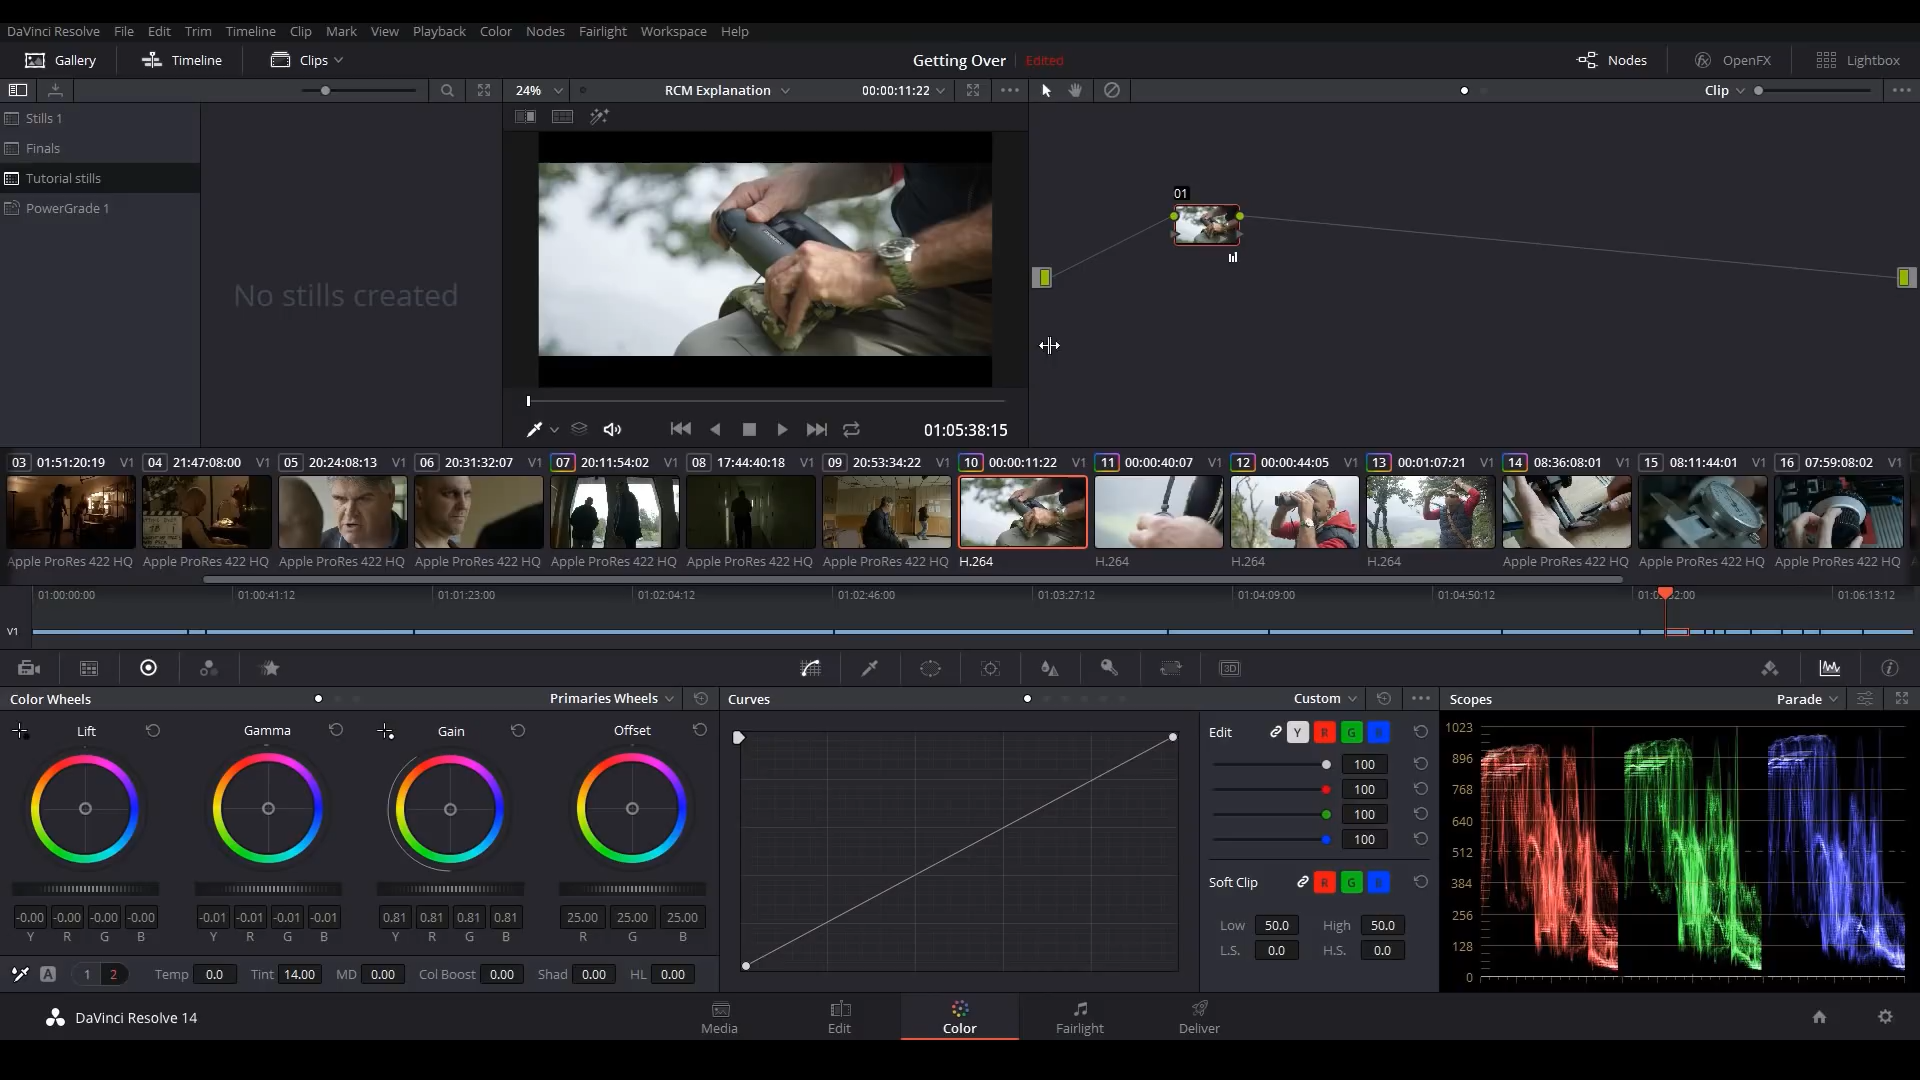 DaVinci Resolve File Edit Trim Timeline Clip Mark View Playback Color Nodes Fairlight Workspace Help
Gallery Timeline Clips Getting Over Edited Nodes OpenFX Lightbox
24% RCM Explanation 00:00:11:22 Clip
Stills 1
Finals
Tutorial stills
PowerGrade 1
No stills created
01
01:05:38:15
03 01:51:20:19 V1 04 21:47:08:00 V1 05 20:24:08:13 V1 06 20:31:32:07 V1 07 20:11:54:02 V1 08 17:44:40:18 V1 09 20:53:34:22 V1 10 00:00:11:22 V1 11 00:00:40:07 V1 12 00:00:44:05 V1 13 00:01:07:21 V1 14 08:36:08:01 V1 15 08:11:44:01 V1 16 07:59:08:02 V1
Apple ProRes 422 HQ Apple ProRes 422 HQ Apple ProRes 422 HQ Apple ProRes 422 HQ Apple ProRes 422 HQ Apple ProRes 422 HQ Apple ProRes 422 HQ H.264 H.264 H.264 H.264 Apple ProRes 422 HQ Apple ProRes 422 HQ Apple ProRes 422 HQ
01:00:00:00 01:00:41:12 01:01:23:00 01:02:04:12 01:02:46:00 01:03:27:12 01:04:09:00 01:04:50:12 01:06:13:12
V1
3D
Color Wheels Primaries Wheels Curves Custom Scopes Parade
Lift Gamma Gain Offset
-0.00 -0.00 -0.00 -0.00 -0.01 -0.01 -0.01 -0.01 0.81 0.81 0.81 0.81 25.00 25.00 25.00
Y R G B Y R G B Y R G B R G B
A 1 2 Temp 0.0 Tint 14.00 MD 0.00 Col Boost 0.00 Shad 0.00 HL 0.00
Edit Y R G B
100
100
100
100
Soft Clip R G B
Low 50.0 High 50.0
L.S. 0.0 H.S. 0.0
1023
896
768
640
512
384
256
128
0
DaVinci Resolve 14 Media Edit Color Fairlight Deliver